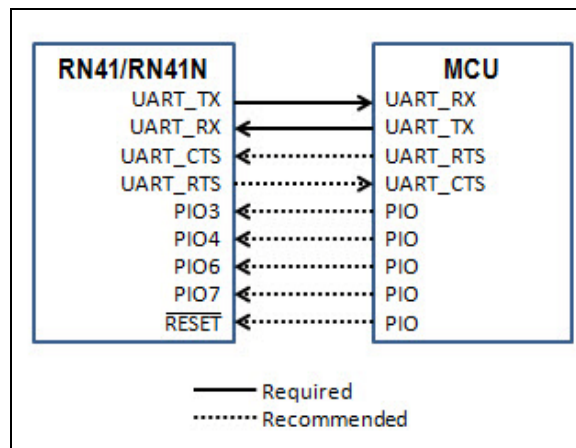 RN41/RN41N MCU
UART_TX UART_RX
UART_RX UART_TX
UART_CTS UART_RTS
UART_RTS UART_CTS
PIO3 PIO
PIO4 PIO
PIO6 PIO
PIO7 PIO
RESET PIO
Required
Recommended